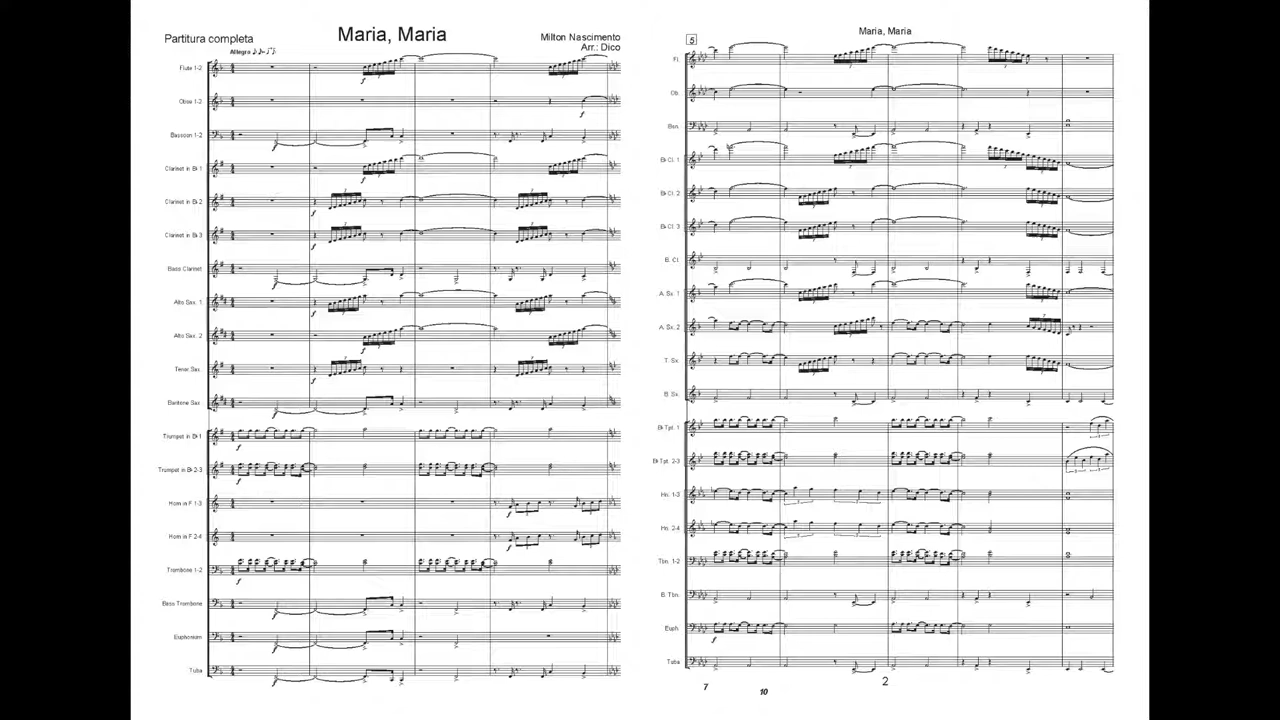 Partitura completa
Maria, Maria
Milton Nascimento
Arr.: Dico
Allegro
Flute 1-2
Oboe 1-2
Bassoon 1-2
Clarinet in B♭ 1
Clarinet in B♭ 2
Clarinet in B♭ 3
Bass Clarinet
Alto Sax. 1
Alto Sax. 2
Tenor Sax
Baritone Sax
Trumpet in B♭ 1
Trumpet in B♭ 2-3
Horn in F 1-3
Horn in F 2-4
Trombone 1-2
Bass Trombone
Euphonium
Tuba
Maria, Maria
5
Fl.
Ob.
Bsn.
B♭ Cl. 1
B♭ Cl. 2
B♭ Cl. 3
B. Cl.
A. Sx. 1
A. Sx. 2
T. Sx.
B. Sx.
B♭ Tpt. 1
B♭ Tpt. 2-3
Hn. 1-3
Hn. 2-4
Tbn. 1-2
B. Tbn.
Euph.
Tuba
7
10
2